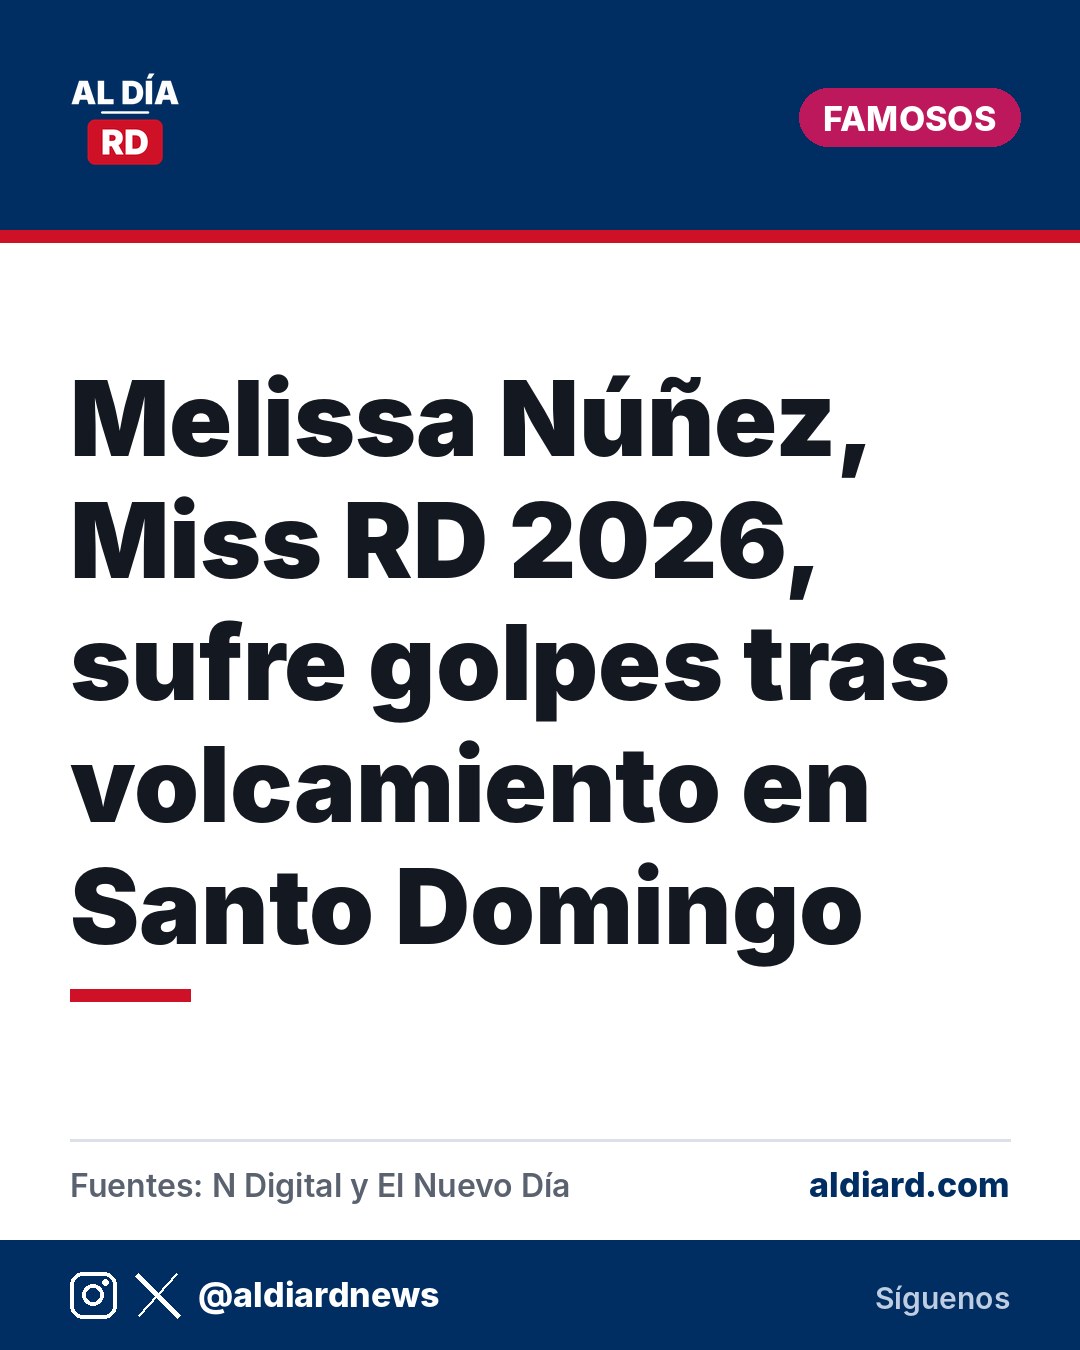 AL DÍA
RD
FAMOSOS
Melissa Núñez,
Miss RD 2026,
sufre golpes tras
volcamiento en
Santo Domingo
Fuentes: N Digital y El Nuevo Día
aldiard.com
@aldiardnews
Síguenos